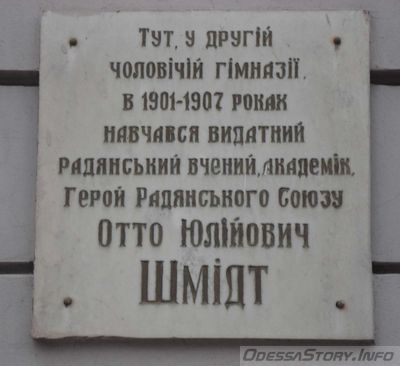 Тут, у другій
чоловічій гімназії,
в 1901-1907 роках
навчався видатний
радянський вчений, академік,
Герой Радянського Союзу
Отто Юлійович
Шмідт
OdessaStory.Info